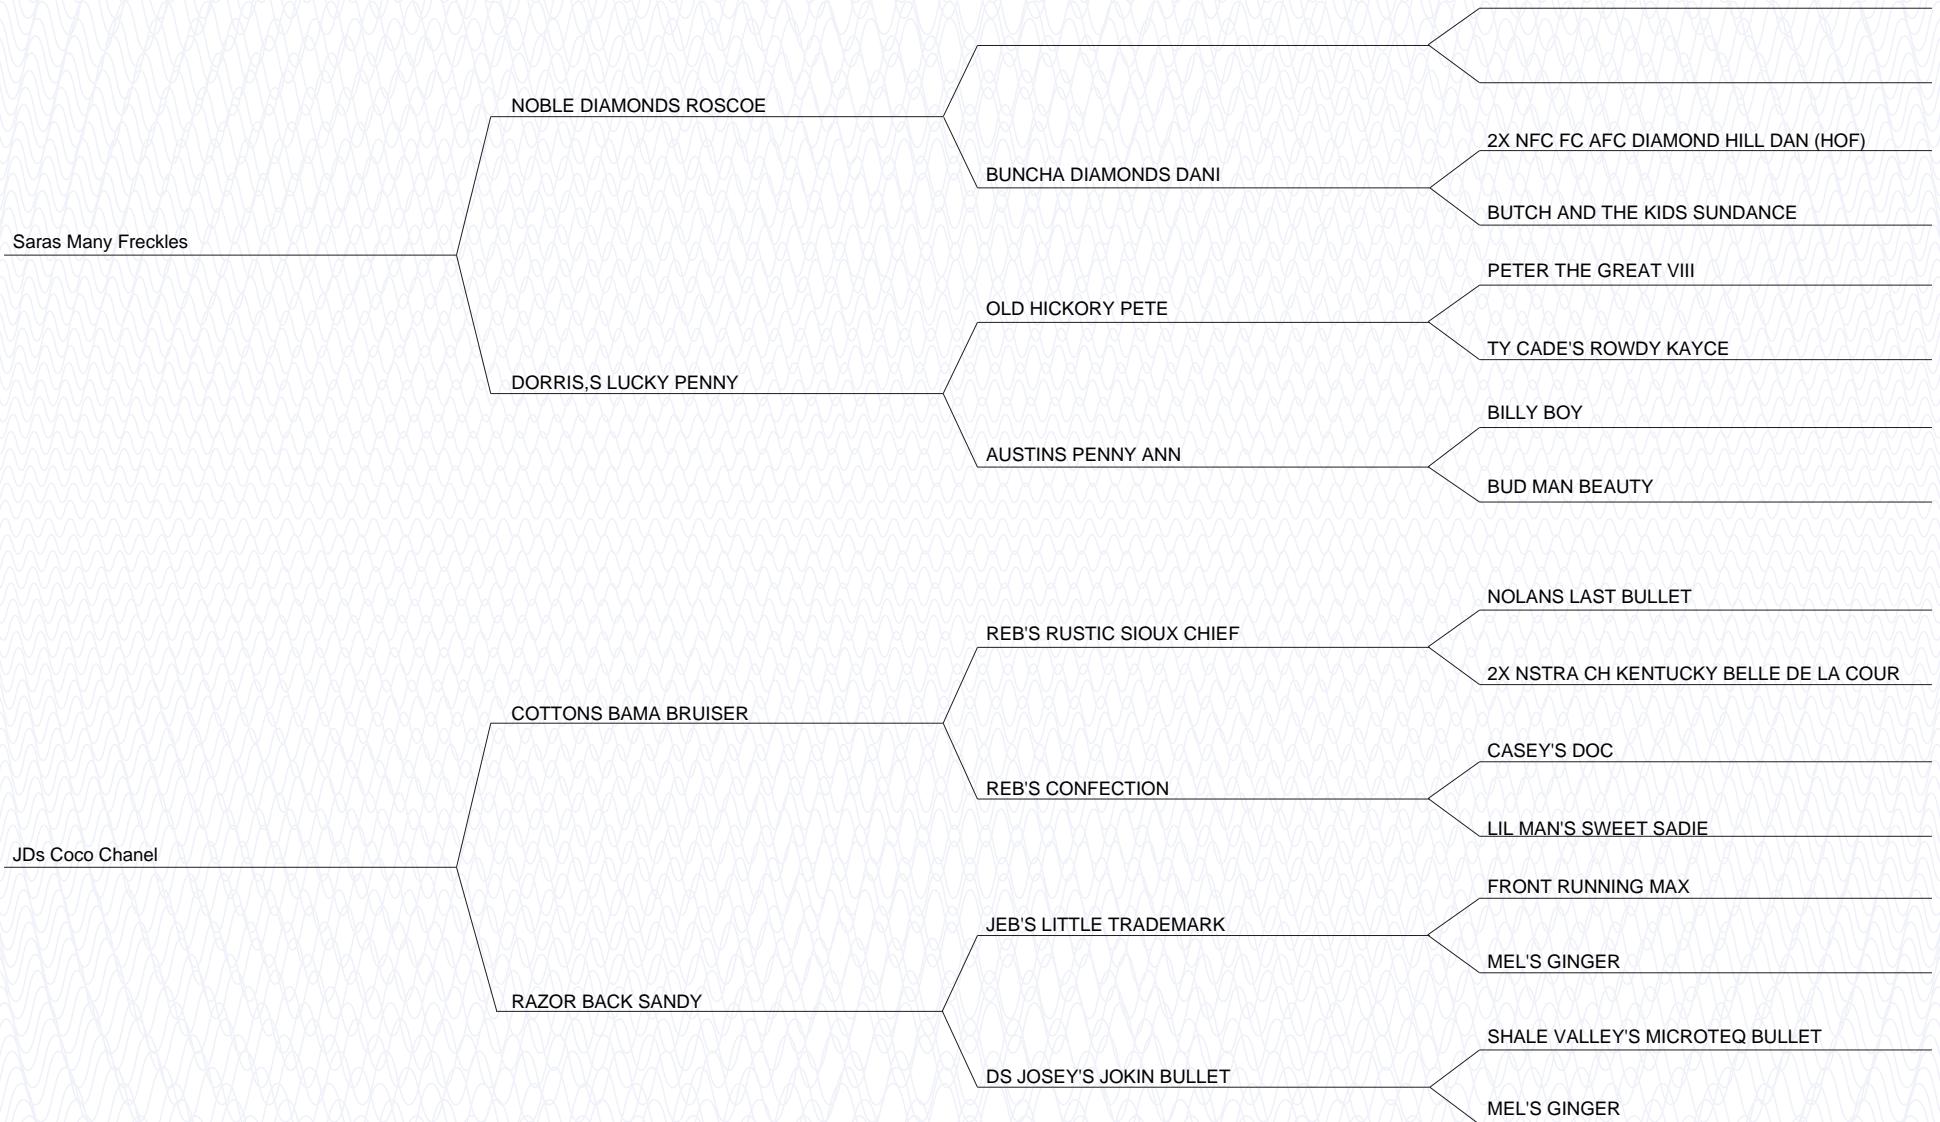 NOBLE DIAMONDS ROSCOE
2X NFC FC AFC DIAMOND HILL DAN (HOF)
BUNCHA DIAMONDS DANI
BUTCH AND THE KIDS SUNDANCE
Saras Many Freckles
PETER THE GREAT VIII
OLD HICKORY PETE
TY CADE'S ROWDY KAYCE
DORRIS,S LUCKY PENNY
BILLY BOY
AUSTINS PENNY ANN
BUD MAN BEAUTY
NOLANS LAST BULLET
REB'S RUSTIC SIOUX CHIEF
2X NSTRA CH KENTUCKY BELLE DE LA COUR
COTTONS BAMA BRUISER
CASEY'S DOC
REB'S CONFECTION
LIL MAN'S SWEET SADIE
JDs Coco Chanel
FRONT RUNNING MAX
JEB'S LITTLE TRADEMARK
MEL'S GINGER
RAZOR BACK SANDY
SHALE VALLEY'S MICROTEQ BULLET
DS JOSEY'S JOKIN BULLET
MEL'S GINGER